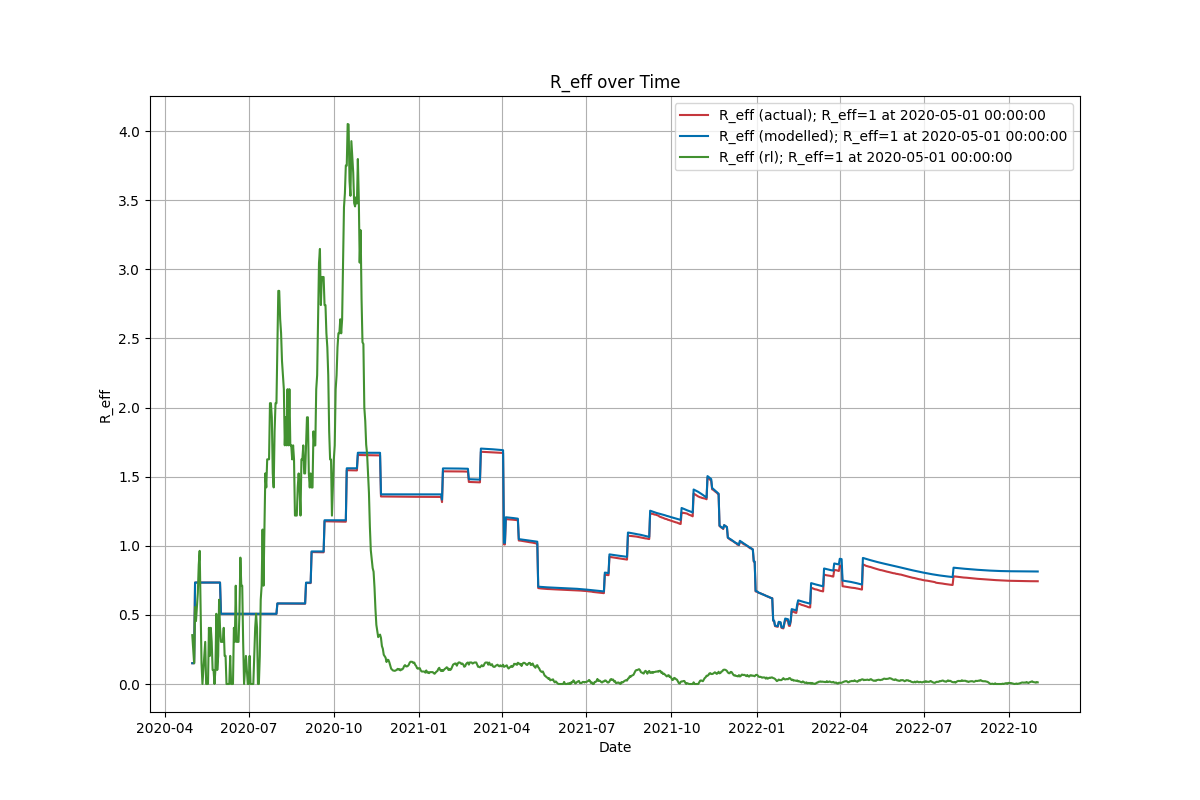 R_eff over Time
R_eff (actual); R_eff=1 at 2020-05-01 00:00:00
R_eff (modelled); R_eff=1 at 2020-05-01 00:00:00
R_eff (rl); R_eff=1 at 2020-05-01 00:00:00
4.0
3.5
3.0
2.5
2.0
1.5
1.0
0.5
0.0
R_eff
2020-04 2020-07 2020-10 2021-01 2021-04 2021-07 2021-10 2022-01 2022-04 2022-07 2022-10
Date